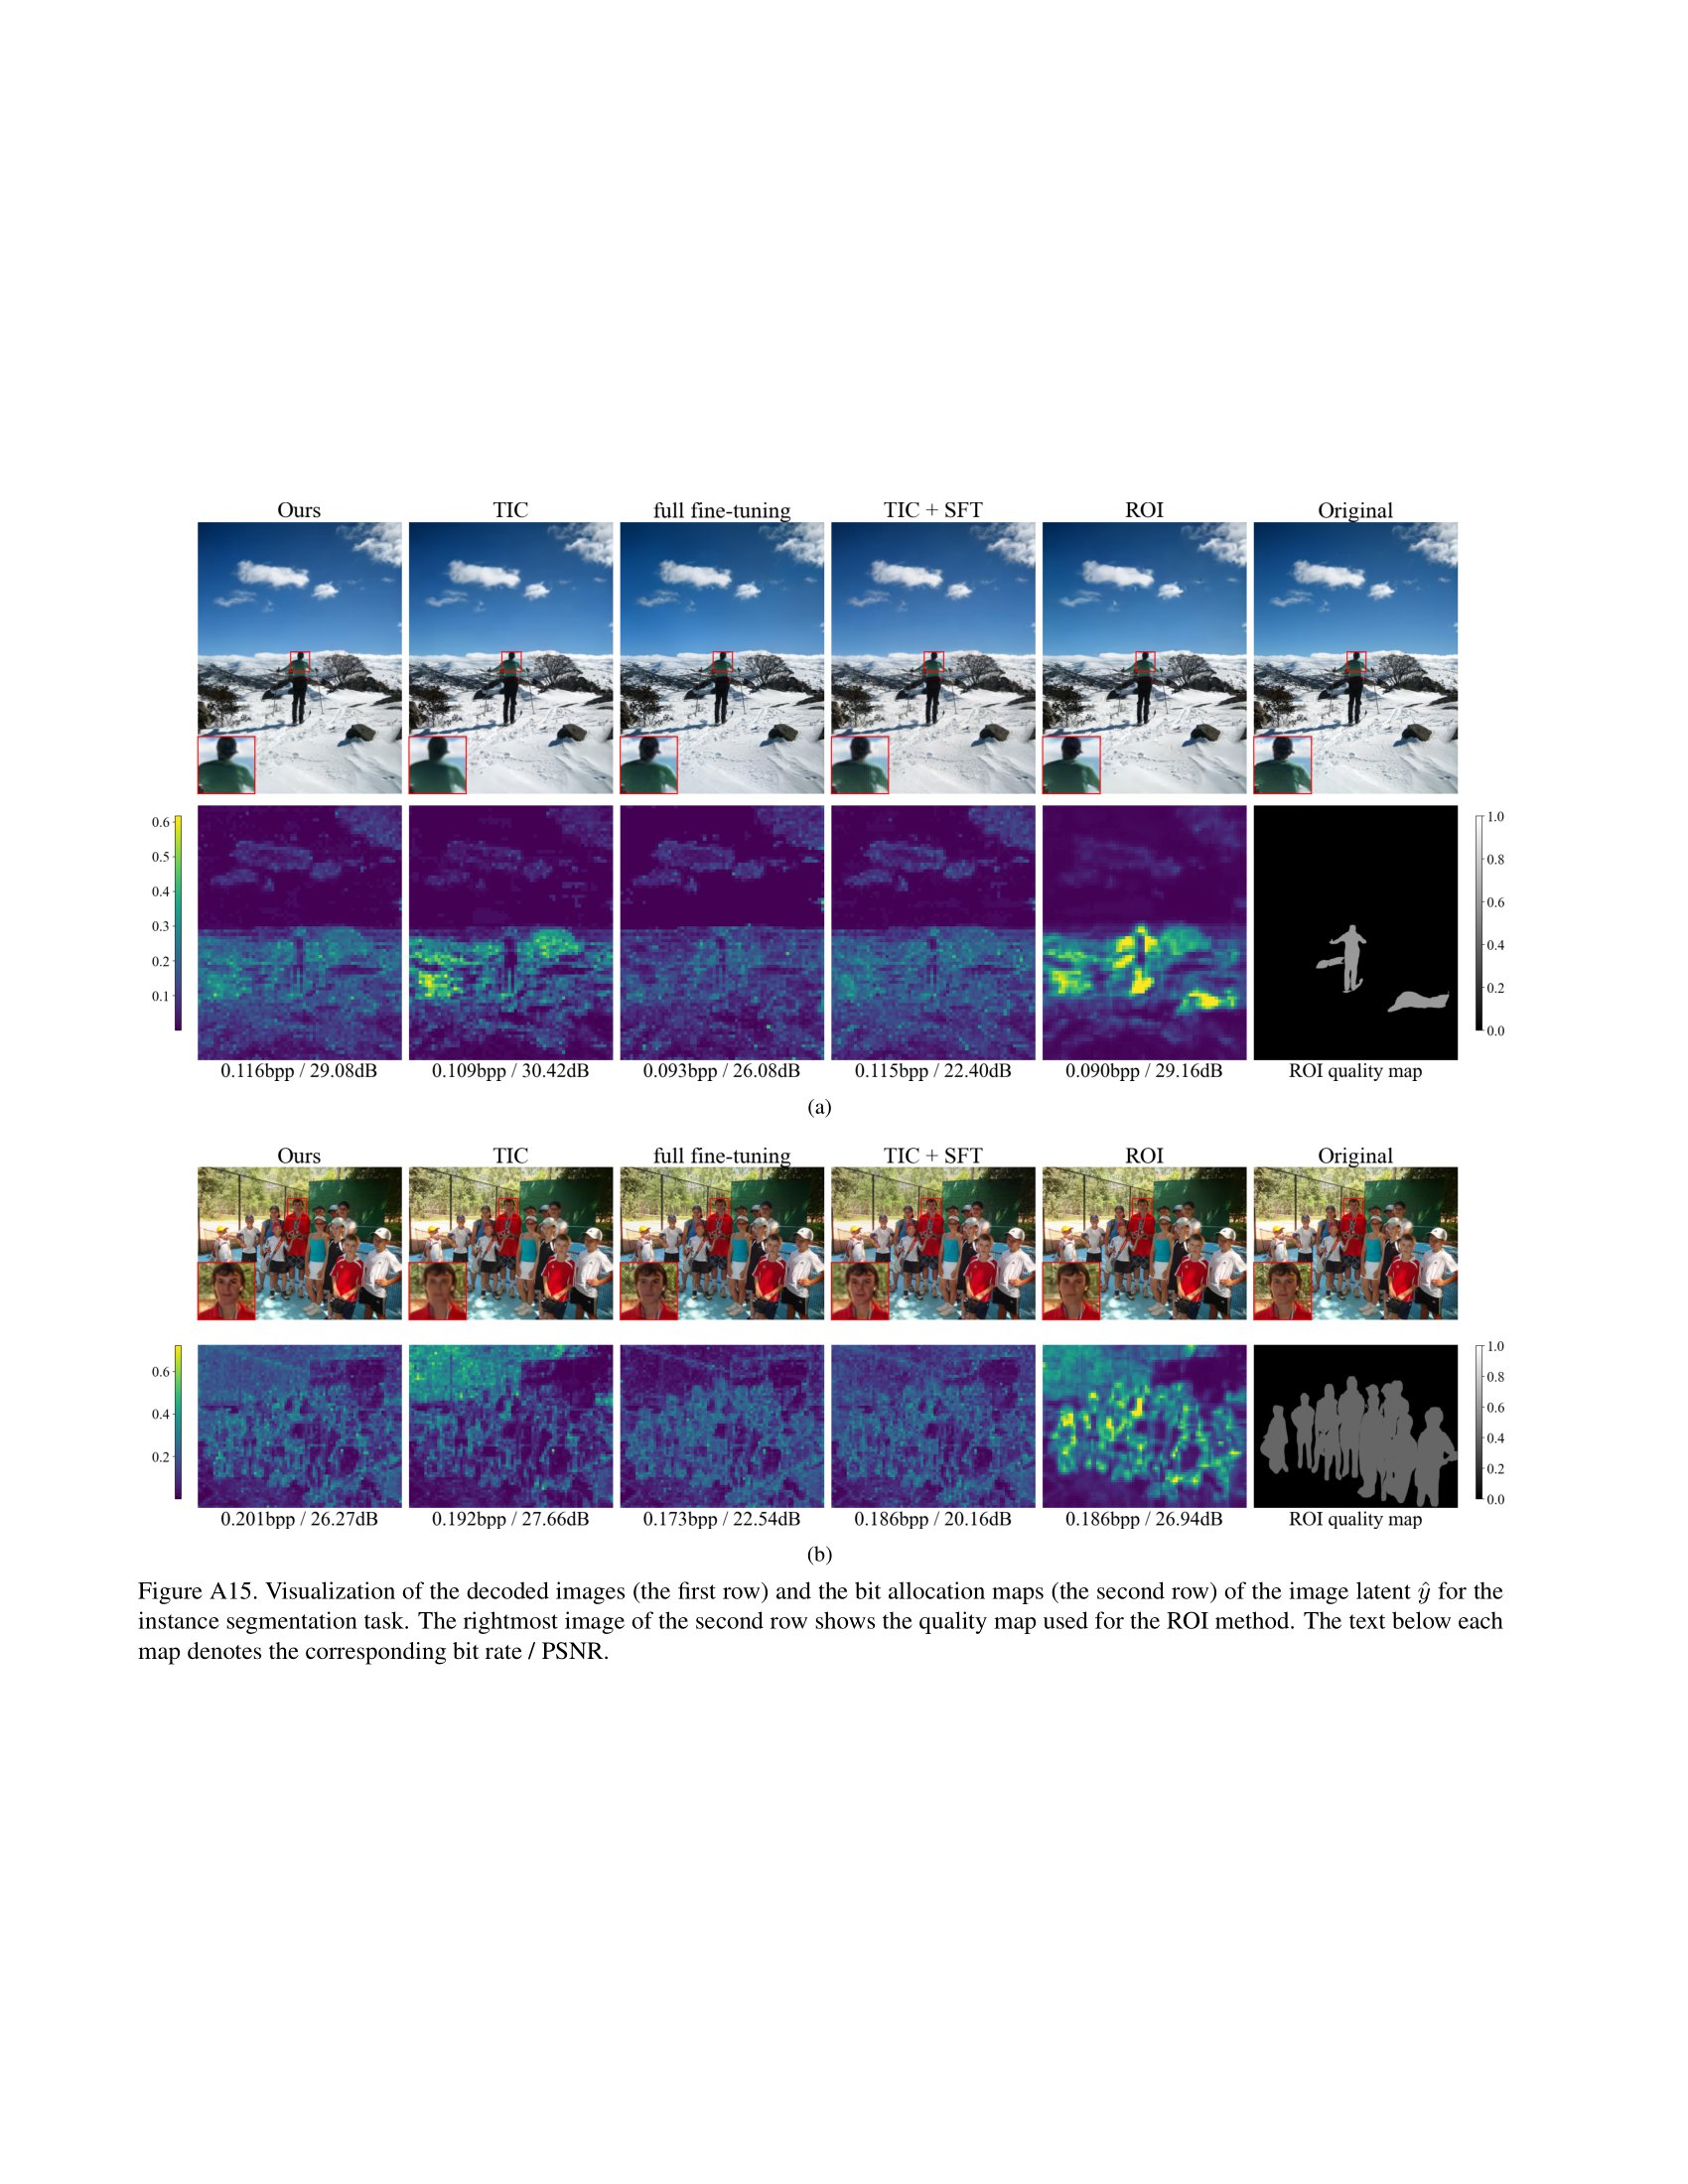 Ours TIC full fine-tuning TIC + SFT ROI Original
0.6 1.0
0.5 0.8
0.4 0.6
0.3 0.4
0.2 0.2
0.1 0.0
0.116bpp / 29.08dB 0.109bpp / 30.42dB 0.093bpp / 26.08dB 0.115bpp / 22.40dB 0.090bpp / 29.16dB ROI quality map
(a)
Ours TIC full fine-tuning TIC + SFT ROI Original
0.6 1.0
0.4 0.8
0.2 0.6
0.4
0.2
0.0
0.201bpp / 26.27dB 0.192bpp / 27.66dB 0.173bpp / 22.54dB 0.186bpp / 20.16dB 0.186bpp / 26.94dB ROI quality map
(b)
Figure A15. Visualization of the decoded images (the first row) and the bit allocation maps (the second row) of the image latent ŷ for the
instance segmentation task. The rightmost image of the second row shows the quality map used for the ROI method. The text below each
map denotes the corresponding bit rate / PSNR.